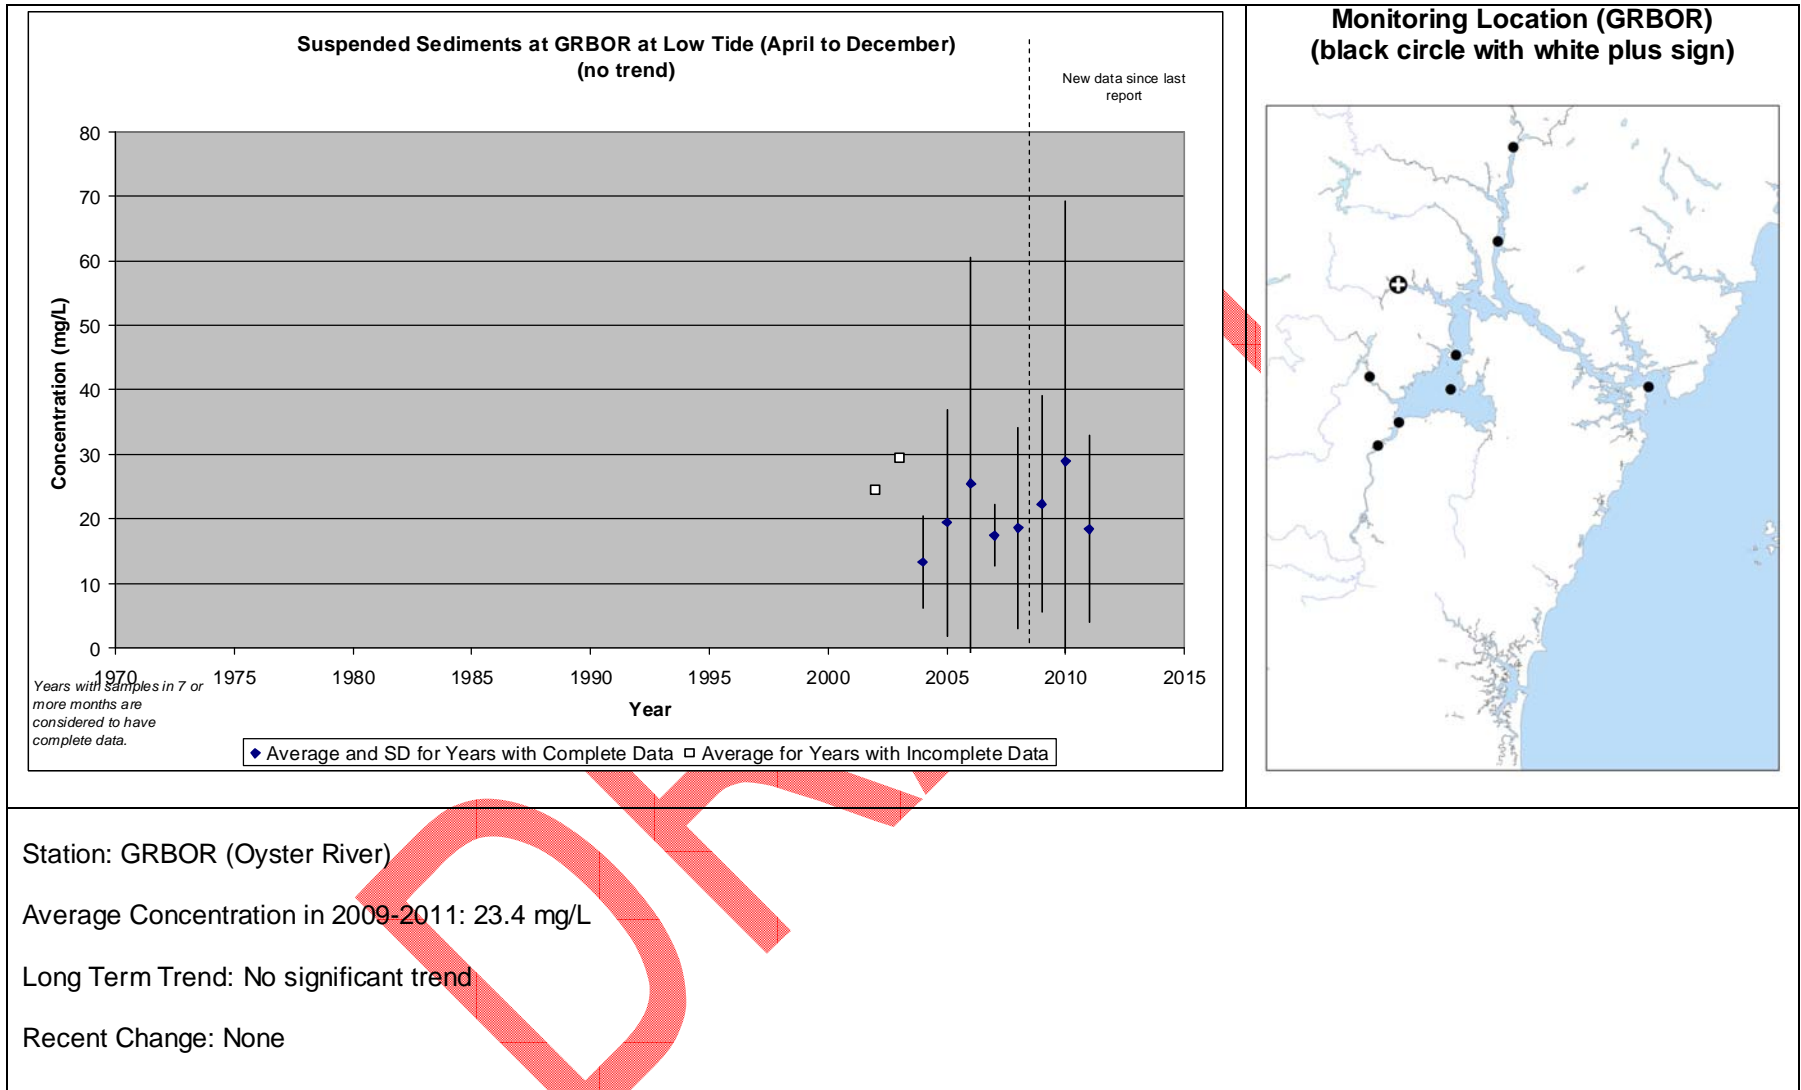 Suspended Sediments at GRBOR at Low Tide (April to December)
(no trend)
New data since last
report
80
70
60
50
40
30
20
10
0
Concentration (mg/L)
1970 1975 1980 1985 1990 1995 2000 2005 2010 2015
Year
Years with samples in 7 or
more months are
considered to have
complete data.
Average and SD for Years with Complete Data Average for Years with Incomplete Data
Monitoring Location (GRBOR)
(black circle with white plus sign)
Station: GRBOR (Oyster River)
Average Concentration in 2009-2011: 23.4 mg/L
Long Term Trend: No significant trend
Recent Change: None